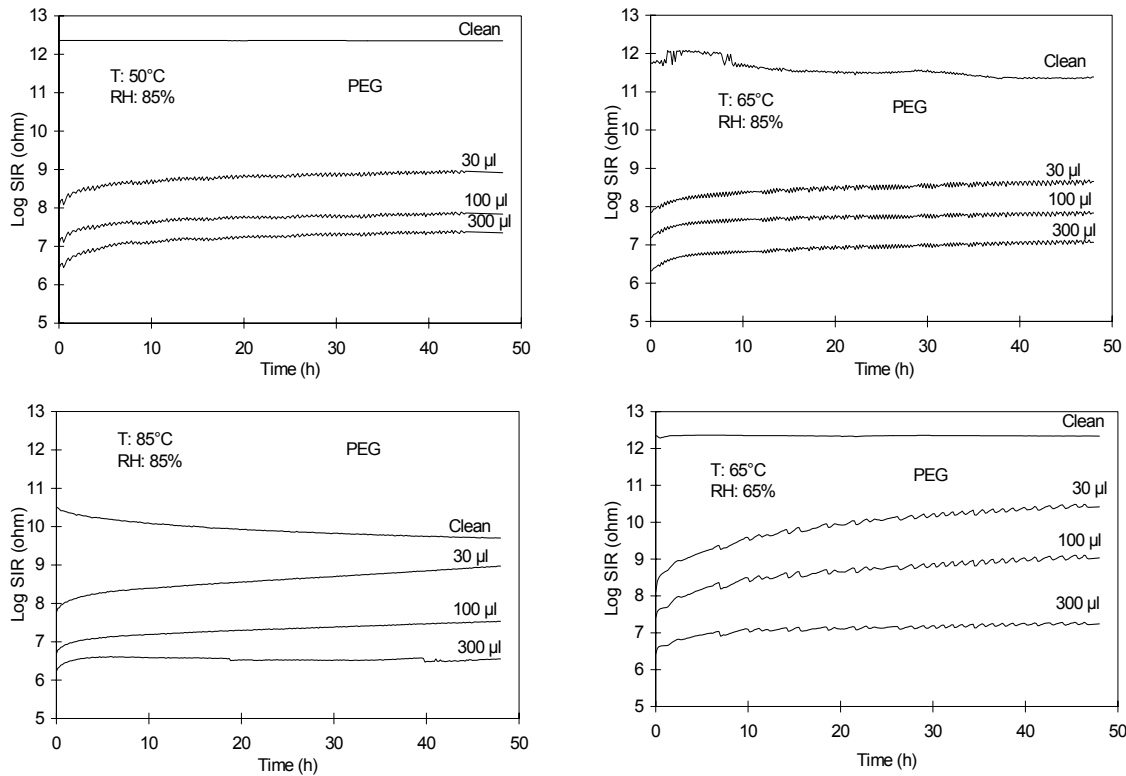 13
12
11
10
9
8
7
6
5
Log SIR (ohm)
Clean
T: 50°C
RH: 85%
PEG
30 µl
100 µl
300 µl
0 10 20 30 40 50
Time (h)
13
12
11
10
9
8
7
6
5
Log SIR (ohm)
Clean
T: 65°C
RH: 85%
PEG
30 µl
100 µl
300 µl
0 10 20 30 40 50
Time (h)
13
12
11
10
9
8
7
6
5
Log SIR (ohm)
T: 85°C
RH: 85%
PEG
Clean
30 µl
100 µl
300 µl
0 10 20 30 40 50
Time (h)
13
12
11
10
9
8
7
6
5
Log SIR (ohm)
Clean
T: 65°C
RH: 65%
PEG
30 µl
100 µl
300 µl
0 10 20 30 40 50
Time (h)